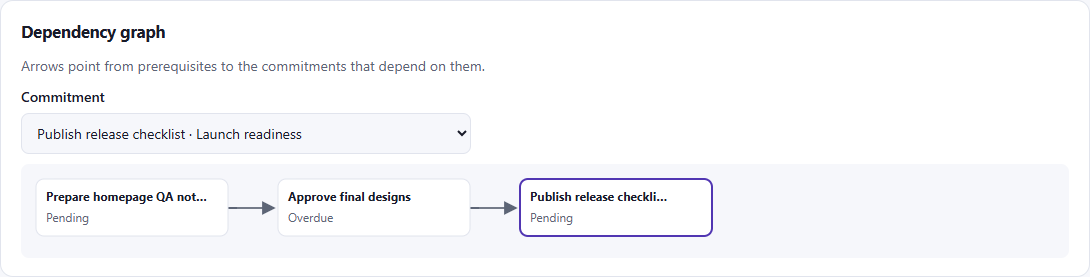 Dependency graph
Arrows point from prerequisites to the commitments that depend on them.
Commitment
Publish release checklist · Launch readiness
Prepare homepage QA not...
Pending
Approve final designs
Overdue
Publish release checkli...
Pending